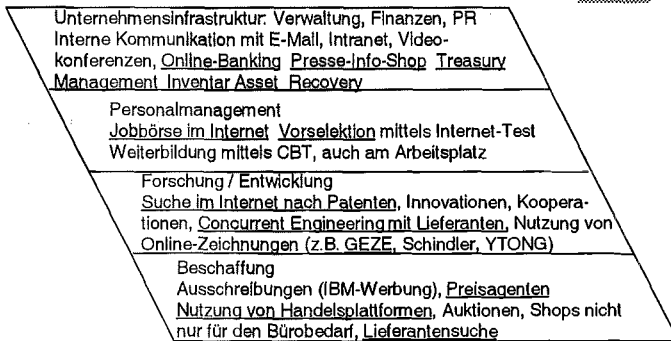 Unternehmensinfrastruktur: Verwaltung, Finanzen, PR
Interne Kommunikation mit E-Mail, Intranet, Video-
konferenzen, Online-Banking Presse-Info-Shop Treasury
Management Inventar Asset Recovery
Personalmanagement
Jobbörse im Internet Vorselektion mittels Internet-Test
Weiterbildung mittels CBT, auch am Arbeitsplatz
Forschung / Entwicklung
Suche im Internet nach Patenten, Innovationen, Koopera-
tionen, Concurrent Engineering mit Lieferanten, Nutzung von
Online-Zeichnungen (z.B. GEZE, Schindler, YTONG)
Beschaffung
Ausschreibungen (IBM-Werbung), Preisagenten
Nutzung von Handelsplattformen, Auktionen, Shops nicht
nur für den Bürobedarf, Lieferantensuche